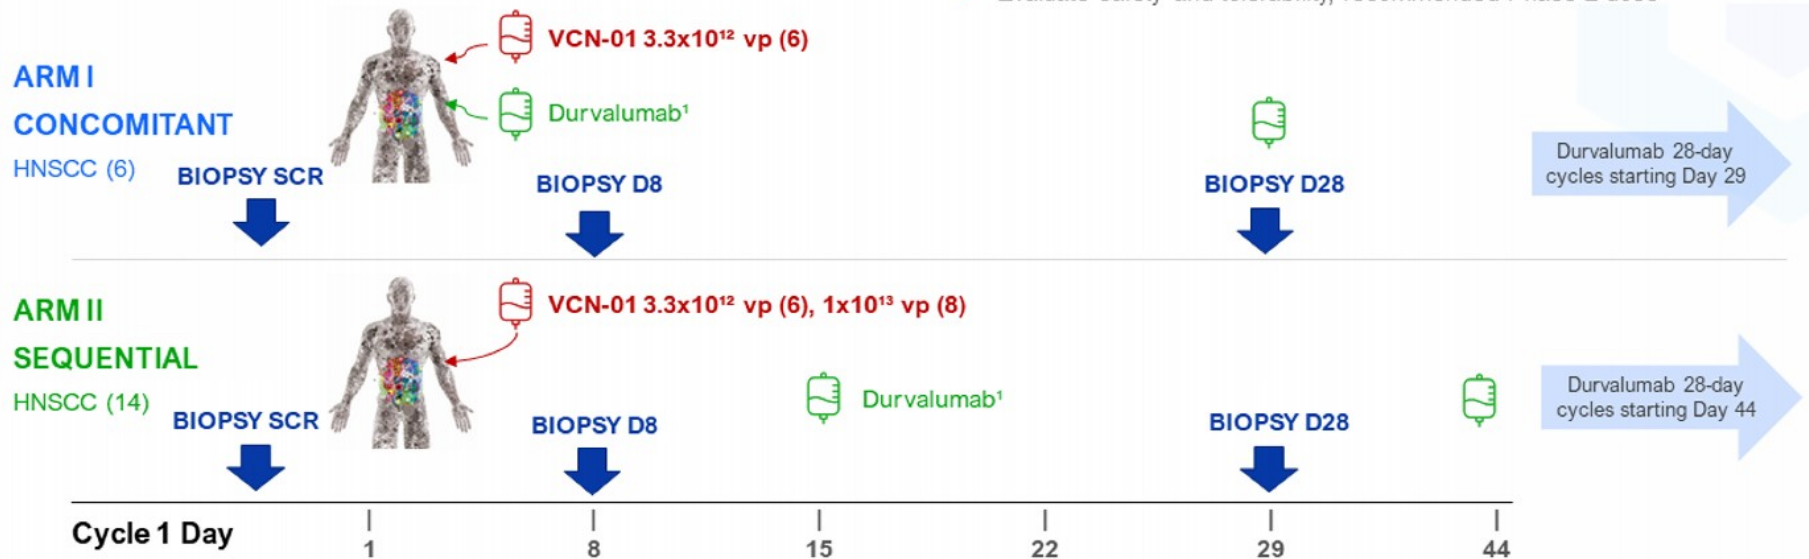 VCN-01 3.3x10¹² vp (6)
ARM I
CONCOMITANT
HNSCC (6)
Durvalumab¹
BIOPSY SCR
BIOPSY D8
BIOPSY D28
Durvalumab 28-day
cycles starting Day 29
ARM II
SEQUENTIAL
HNSCC (14)
VCN-01 3.3x10¹² vp (6), 1x10¹³ vp (8)
Durvalumab¹
BIOPSY SCR
BIOPSY D8
BIOPSY D28
Durvalumab 28-day
cycles starting Day 44
Cycle 1 Day
1 8 15 22 29 44